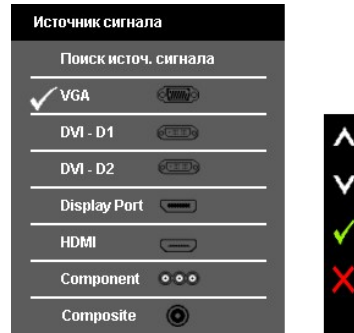 Источник сигнала
Поиск источ. сигнала
VGA
DVI - D1
DVI - D2
Display Port
HDMI
Component
Composite